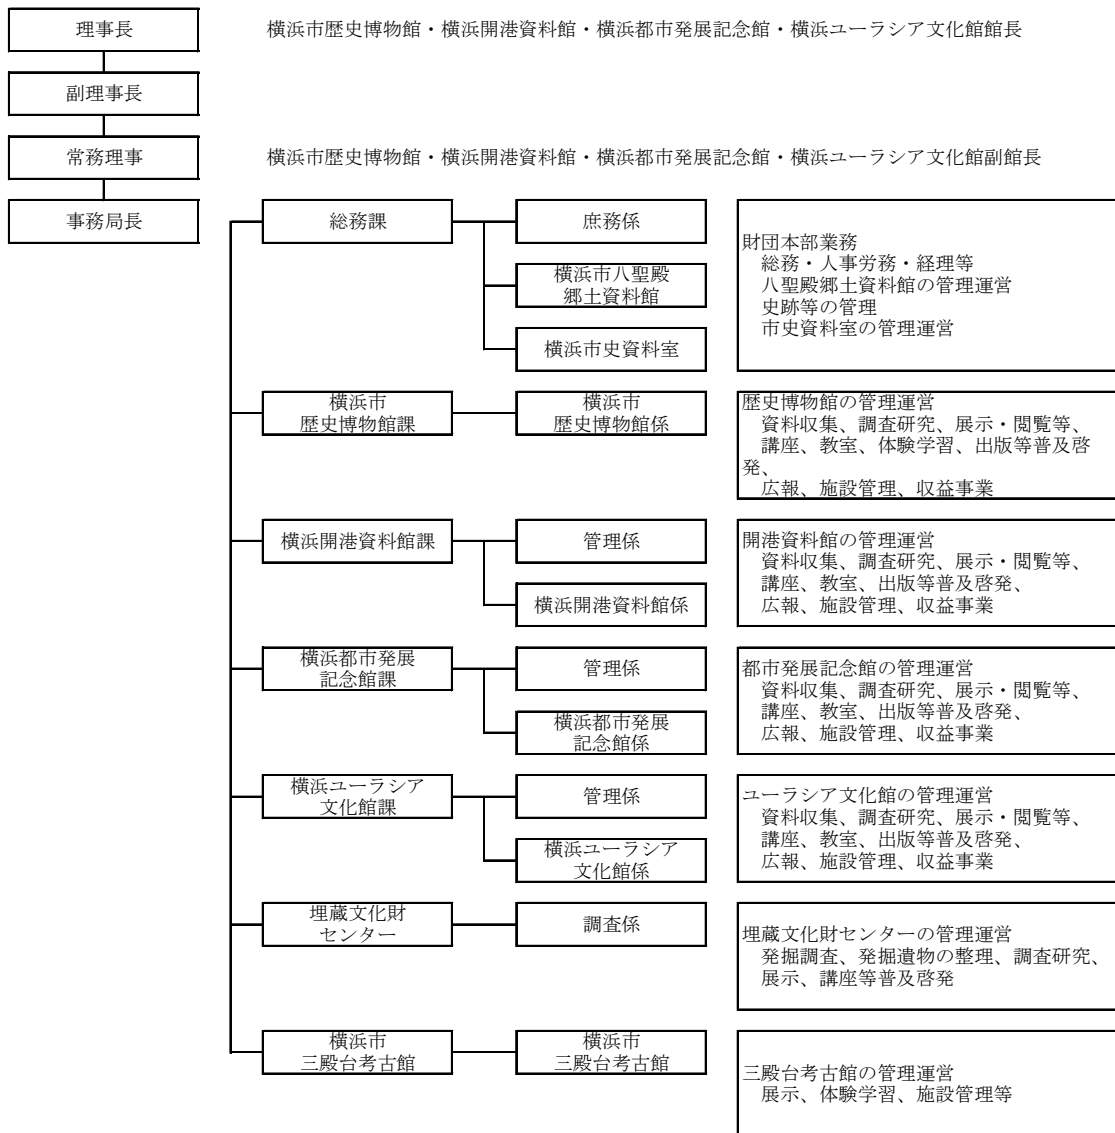 理事長
横浜市歴史博物館・横浜開港資料館・横浜都市発展記念館・横浜ユーラシア文化館館長
副理事長
常務理事
横浜市歴史博物館・横浜開港資料館・横浜都市発展記念館・横浜ユーラシア文化館副館長
事務局長
総務課
庶務係
横浜市八聖殿
郷土資料館
横浜市史資料室
財団本部業務
総務・人事労務・経理等
八聖殿郷土資料館の管理運営
史跡等の管理
市史資料室の管理運営
横浜市
歴史博物館課
横浜市
歴史博物館係
歴史博物館の管理運営
資料収集、調査研究、展示・閲覧等、
講座、教室、体験学習、出版等普及啓
発、
広報、施設管理、収益事業
横浜開港資料館課
管理係
横浜開港資料館係
開港資料館の管理運営
資料収集、調査研究、展示・閲覧等、
講座、教室、出版等普及啓発、
広報、施設管理、収益事業
横浜都市発展
記念館課
管理係
横浜都市発展
記念館係
都市発展記念館の管理運営
資料収集、調査研究、展示・閲覧等、
講座、教室、出版等普及啓発、
広報、施設管理、収益事業
横浜ユーラシア
文化館課
管理係
横浜ユーラシア
文化館係
ユーラシア文化館の管理運営
資料収集、調査研究、展示・閲覧等、
講座、教室、出版等普及啓発、
広報、施設管理、収益事業
埋蔵文化財
センター
調査係
埋蔵文化財センターの管理運営
発掘調査、発掘遺物の整理、調査研究、
展示、講座等普及啓発
横浜市
三殿台考古館
横浜市
三殿台考古館
三殿台考古館の管理運営
展示、体験学習、施設管理等